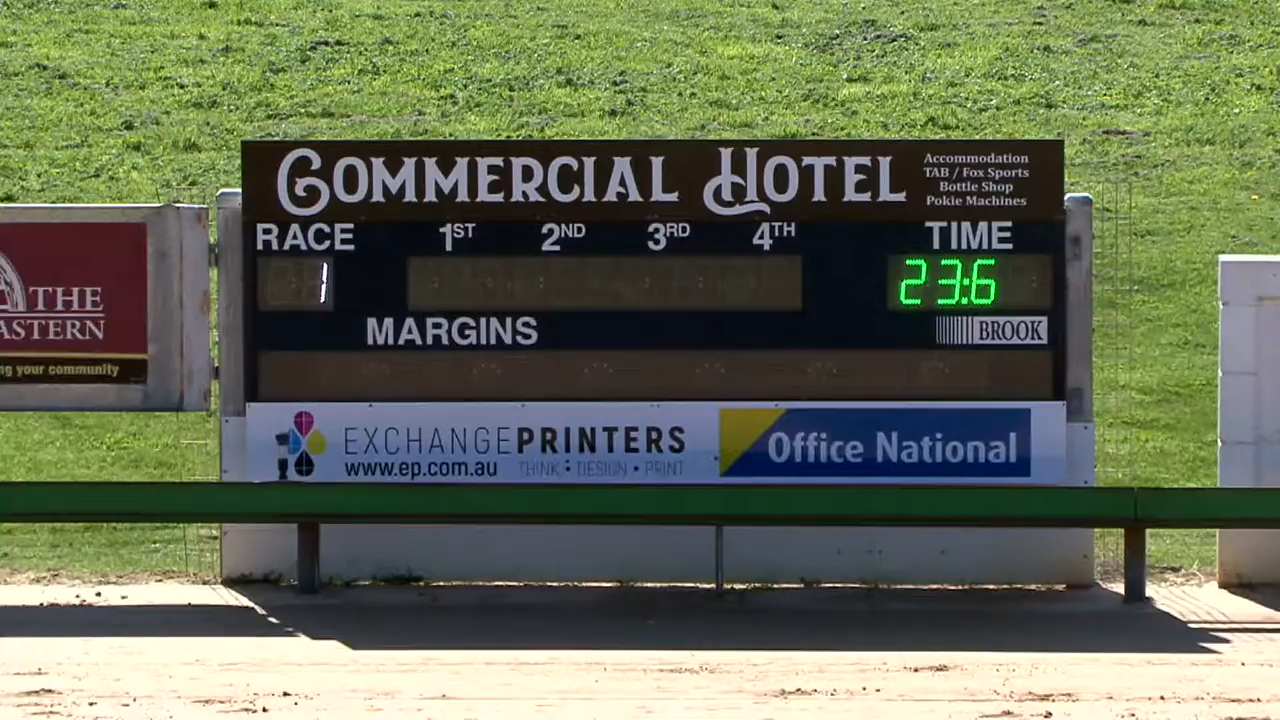 COMMERCIAL HOTEL
Accommodation
TAB / Fox Sports
Bottle Shop
Pokie Machines
RACE 1ST 2ND 3RD 4TH TIME
1 23:6
MARGINS
BROOK
THE
ASTERN
your community
EXCHANGEPRINTERS
www.ep.com.au THINK • DESIGN • PRINT
Office National